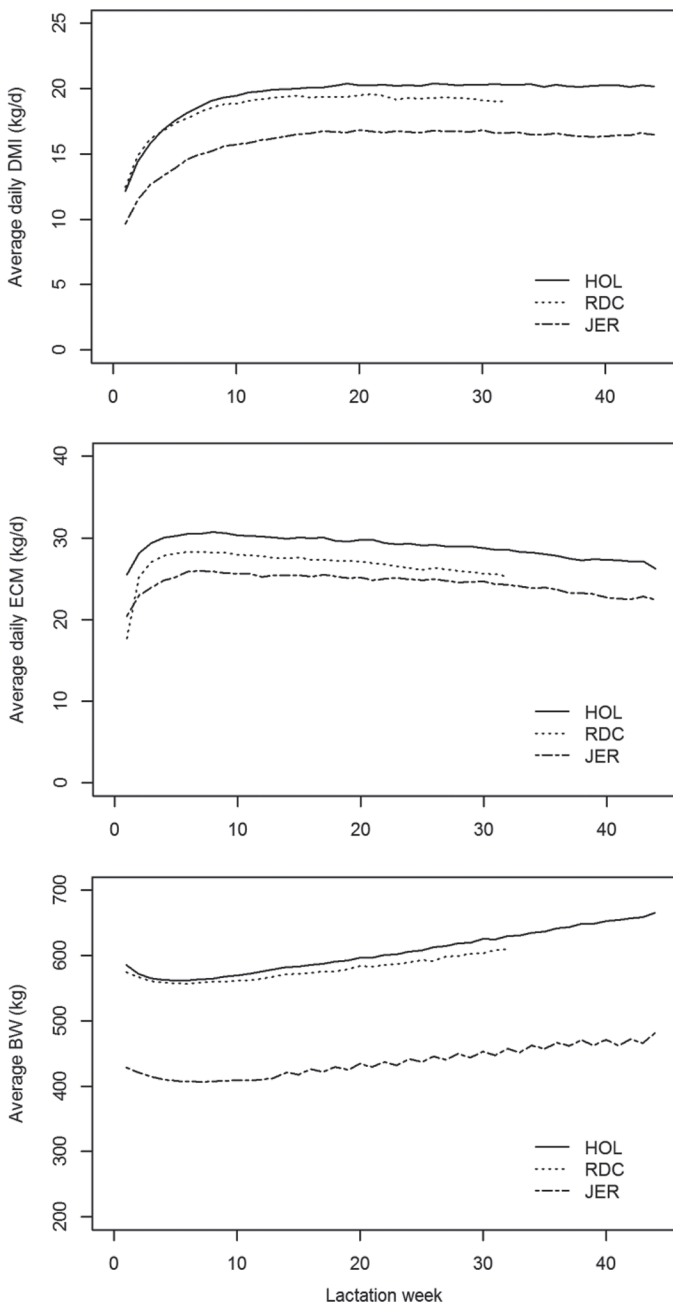 Average daily DMI (kg/d)
25
20
15
10
5
0
HOL
RDC
JER
0 10 20 30 40
Average daily ECM (kg/d)
40
30
20
10
0
HOL
RDC
JER
0 10 20 30 40
Average BW (kg)
700
600
500
400
300
200
HOL
RDC
JER
0 10 20 30 40
Lactation week